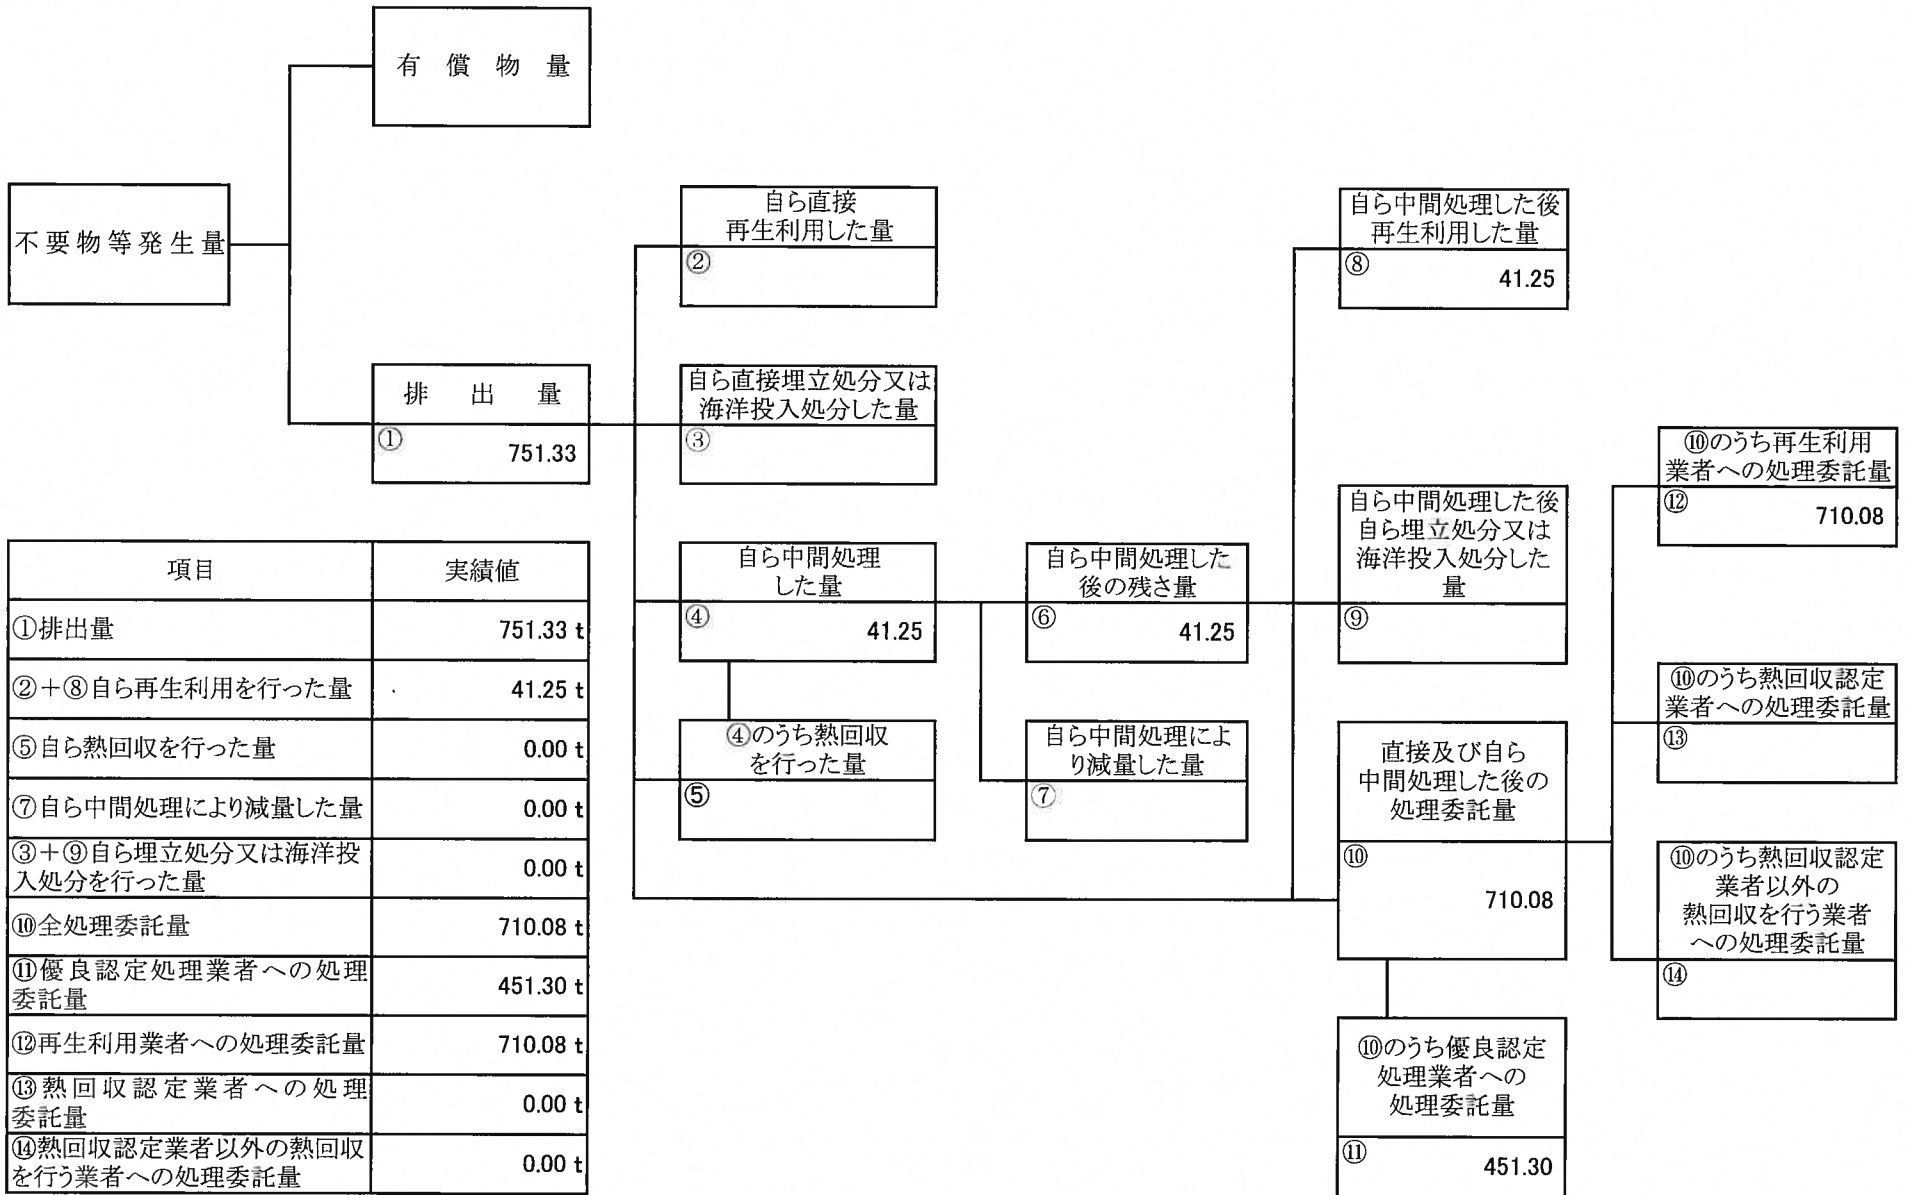 有償物量
不要物等発生量
自ら直接
再生利用した量
②
自ら中間処理した後
再生利用した量
⑧
41.25
排出量
①
751.33
自ら直接埋立処分又は
海洋投入処分した量
③
⑩のうち再生利用
業者への処理委託量
⑫
710.08
自ら中間処理した後
自ら埋立処分又は
海洋投入処分した
量
⑨
自ら中間処理
した量
④
41.25
自ら中間処理した
後の残さ量
⑥
41.25
④のうち熱回収
を行った量
⑤
自ら中間処理によ
り減量した量
⑦
直接及び自ら
中間処理した後の
処理委託量
⑩
710.08
⑩のうち熱回収認定
業者への処理委託量
⑬
⑩のうち熱回収認定
業者以外の
熱回収を行う業者
への処理委託量
⑭
⑩のうち優良認定
処理業者への
処理委託量
⑪
451.30
項目 実績値
①排出量 751.33 t
②+⑧自ら再生利用を行った量 41.25 t
⑤自ら熱回収を行った量 0.00 t
⑦自ら中間処理により減量した量 0.00 t
③+⑨自ら埋立処分又は海洋投
入処分を行った量 0.00 t
⑩全処理委託量 710.08 t
⑪優良認定処理業者への処理
委託量 451.30 t
⑫再生利用業者への処理委託量 710.08 t
⑬熱回収認定業者への処理
委託量 0.00 t
⑭熱回収認定業者以外の熱回収
を行う業者への処理委託量 0.00 t